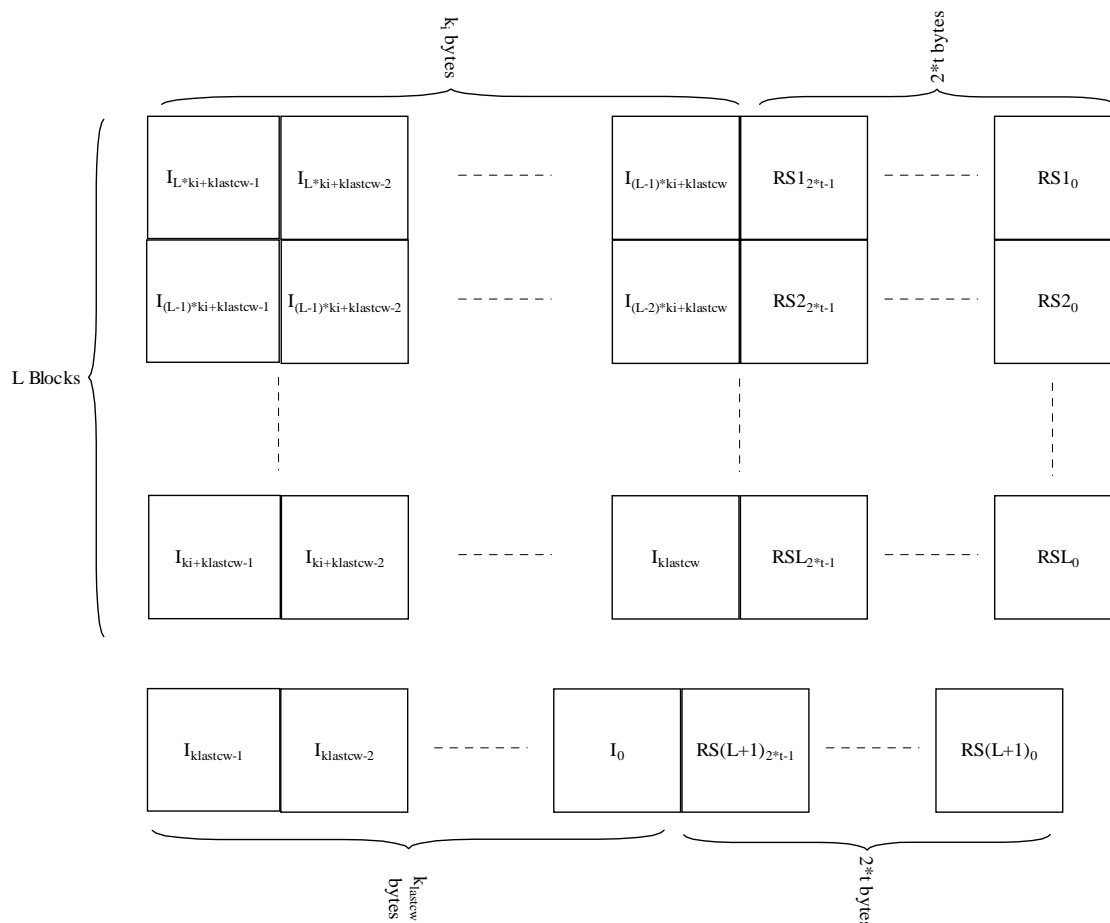 k_i bytes
2*t bytes
I_{L*ki+klastcw-1} I_{L*ki+klastcw-2} I_{(L-1)*ki+klastcw} RS1_{2*t-1} RS1_0
I_{(L-1)*ki+klastcw-1} I_{(L-1)*ki+klastcw-2} I_{(L-2)*ki+klastcw} RS2_{2*t-1} RS2_0
L Blocks
I_{ki+klastcw-1} I_{ki+klastcw-2} I_{klastcw} RSL_{2*t-1} RSL_0
I_{klastcw-1} I_{klastcw-2} I_0 RS(L+1)_{2*t-1} RS(L+1)_0
k_{lastcw}
bytes
2*t bytes